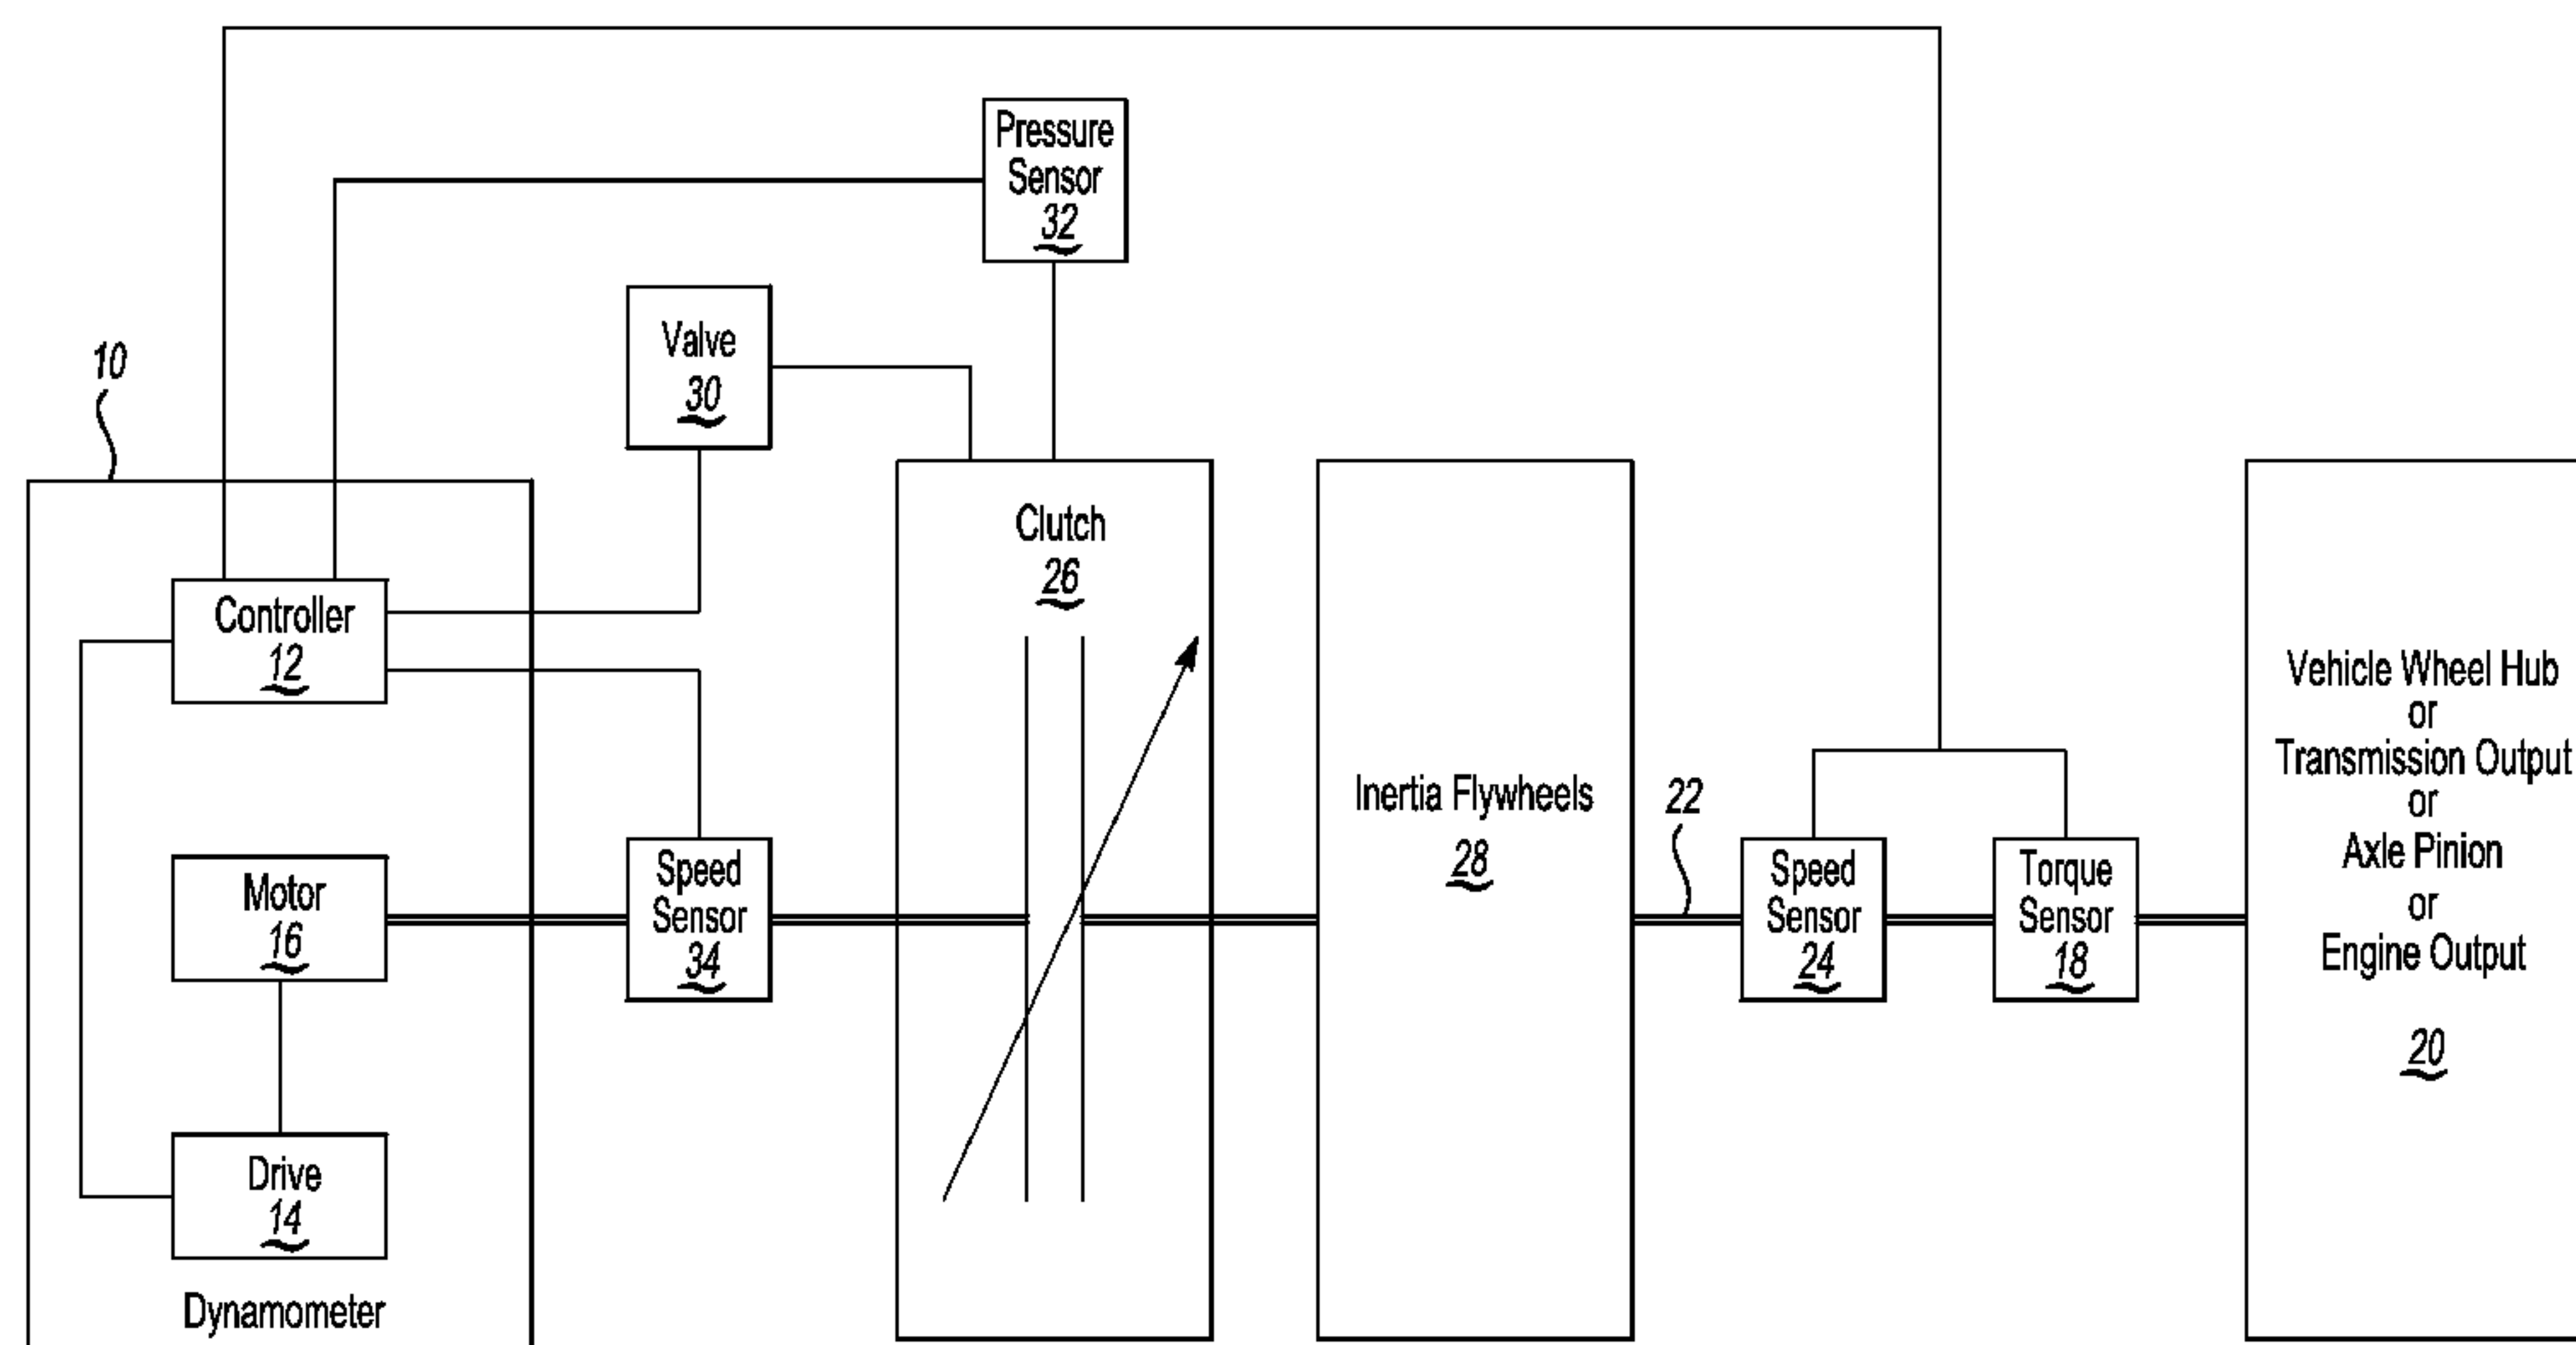 Pressure
Sensor
32
Valve
30
10
Controller
12
Motor
16
Drive
14
Dynamometer
Speed
Sensor
34
Clutch
26
Inertia Flywheels
28
22
Speed
Sensor
24
Torque
Sensor
18
Vehicle Wheel Hub
or
Transmission Output
or
Axle Pinion
or
Engine Output
20